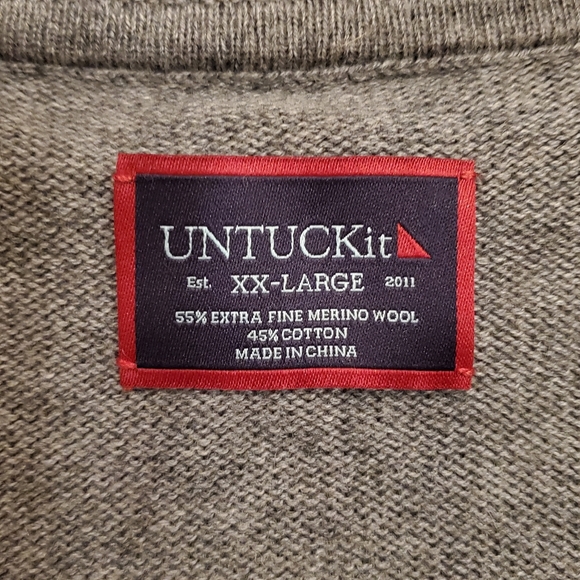 UNTUCKit
Est. XX-LARGE 2011
55% EXTRA FINE MERINO WOOL
45% COTTON
MADE IN CHINA